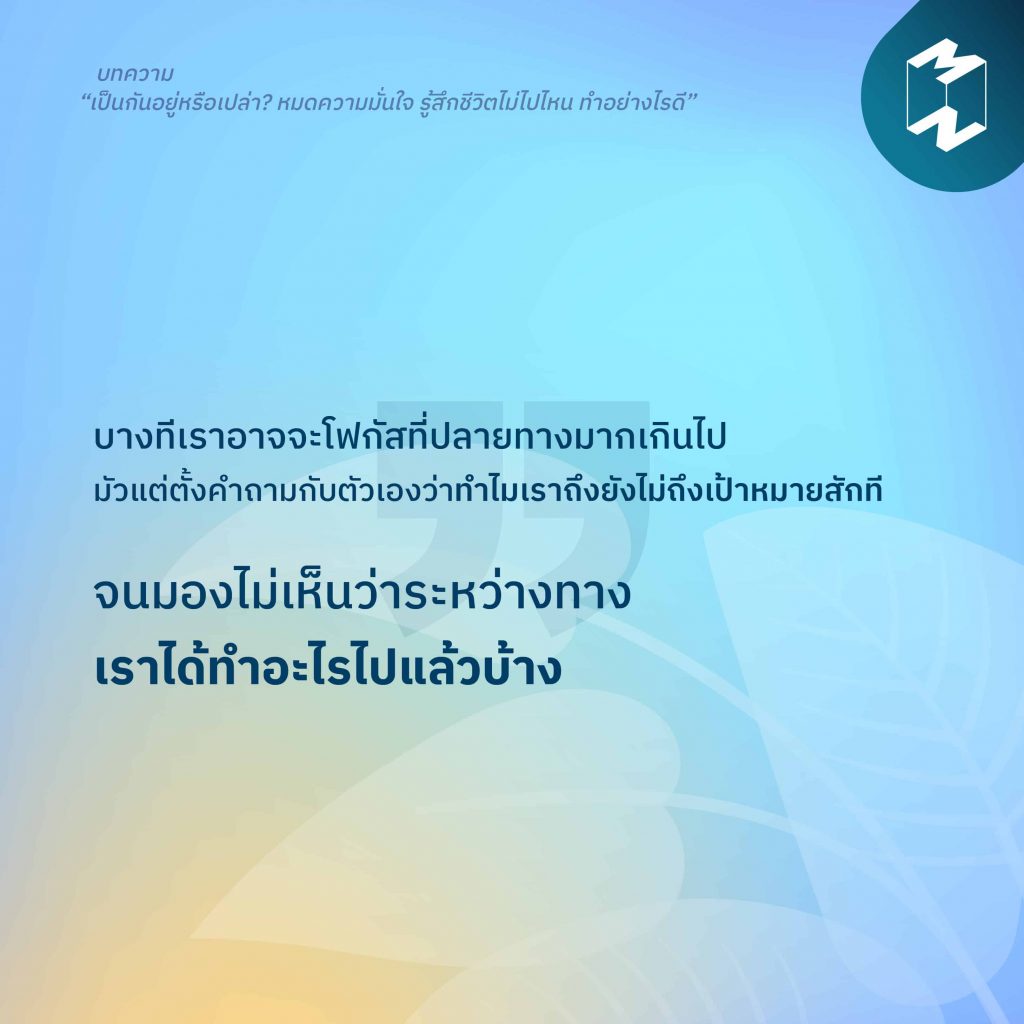 บทความ
“เป็นกันอยู่หรือเปล่า? หมดความมั่นใจ รู้สึกชีวิตไม่ไปไหน ทำอย่างไรดี”
บางทีเราอาจจะโฟกัสที่ปลายทางมากเกินไป
มัวแต่ตั้งคำถามกับตัวเองว่าทำไมเราถึงยังไม่ถึงเป้าหมายสักที
จนมองไม่เห็นว่าระหว่างทาง
เราได้ทำอะไรไปแล้วบ้าง